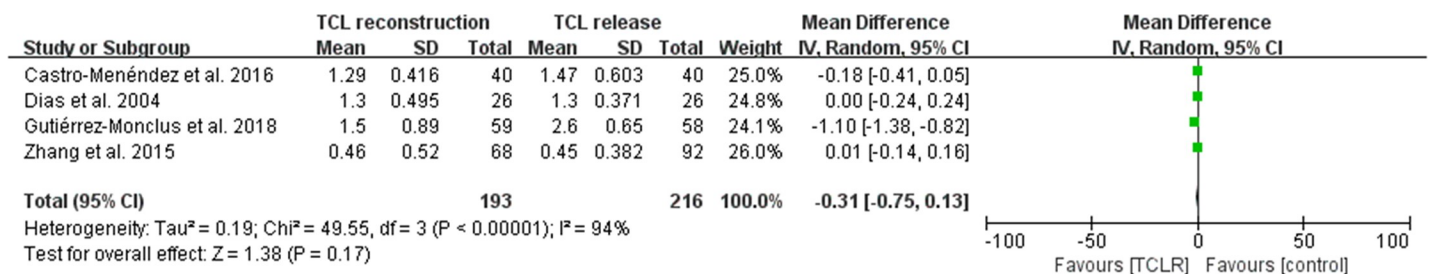 TCL reconstruction TCL release Mean Difference Mean Difference
Study or Subgroup Mean SD Total Mean SD Total Weight IV, Random, 95% CI IV, Random, 95% CI
Castro-Menéndez et al. 2016 1.29 0.416 40 1.47 0.603 40 25.0% -0.18 [-0.41, 0.05]
Dias et al. 2004 1.3 0.495 26 1.3 0.371 26 24.8% 0.00 [-0.24, 0.24]
Gutiérrez-Monclus et al. 2018 1.5 0.89 59 2.6 0.65 58 24.1% -1.10 [-1.38, -0.82]
Zhang et al. 2015 0.46 0.52 68 0.45 0.382 92 26.0% 0.01 [-0.14, 0.16]
Total (95% CI) 193 216 100.0% -0.31 [-0.75, 0.13]
Heterogeneity: Tau² = 0.19; Chi² = 49.55, df = 3 (P < 0.00001); I² = 94%
Test for overall effect: Z = 1.38 (P = 0.17)
-100 -50 0 50 100
Favours [TCLR] Favours [control]